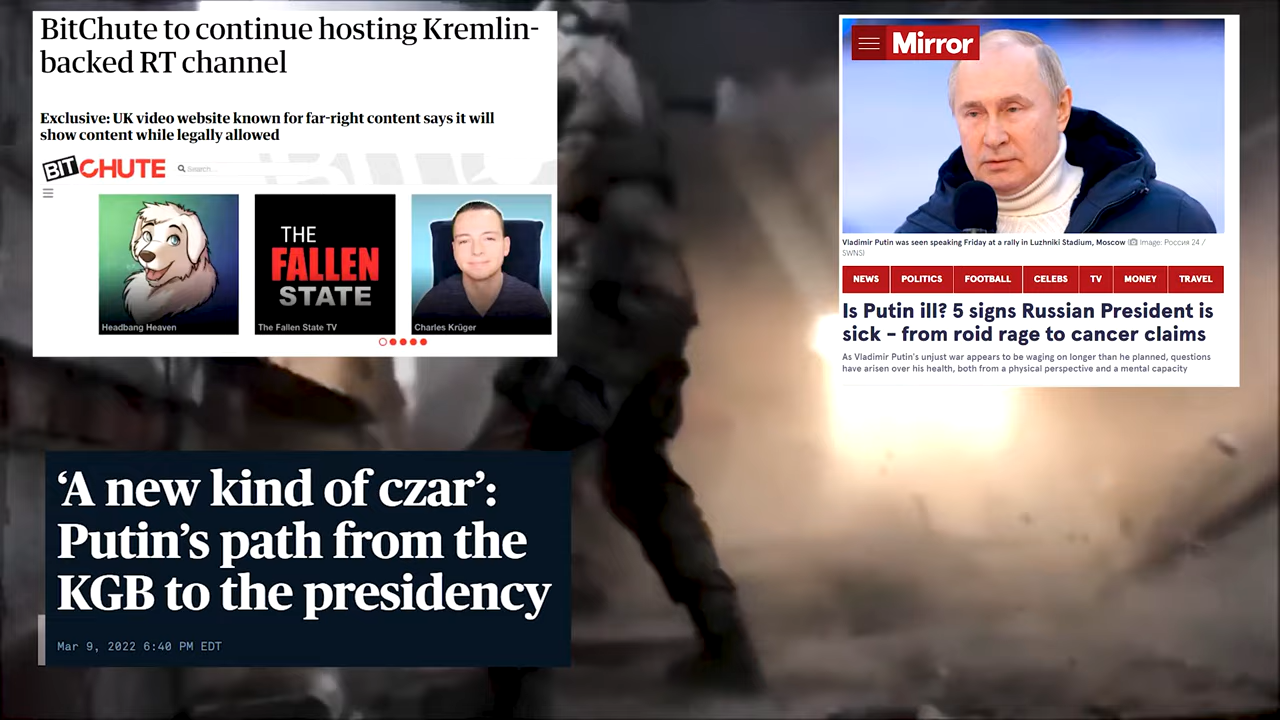 BitChute to continue hosting Kremlin-
backed RT channel
Exclusive: UK video website known for far-right content says it will
show content while legally allowed
BITCHUTE
Search...
THE
FALLEN
STATE
Headbang Heaven
The Fallen State TV
Charles Krüger
Mirror
Vladimir Putin was seen speaking Friday at a rally in Luzhniki Stadium, Moscow (Image: Россия 24 /
SWNS)
NEWS POLITICS FOOTBALL CELEBS TV MONEY TRAVEL
Is Putin ill? 5 signs Russian President is
sick - from roid rage to cancer claims
As Vladimir Putin's unjust war appears to be waging on longer than he planned, questions
have arisen over his health, both from a physical perspective and a mental capacity
‘A new kind of czar’:
Putin’s path from the
KGB to the presidency
Mar 9, 2022 6:40 PM EDT